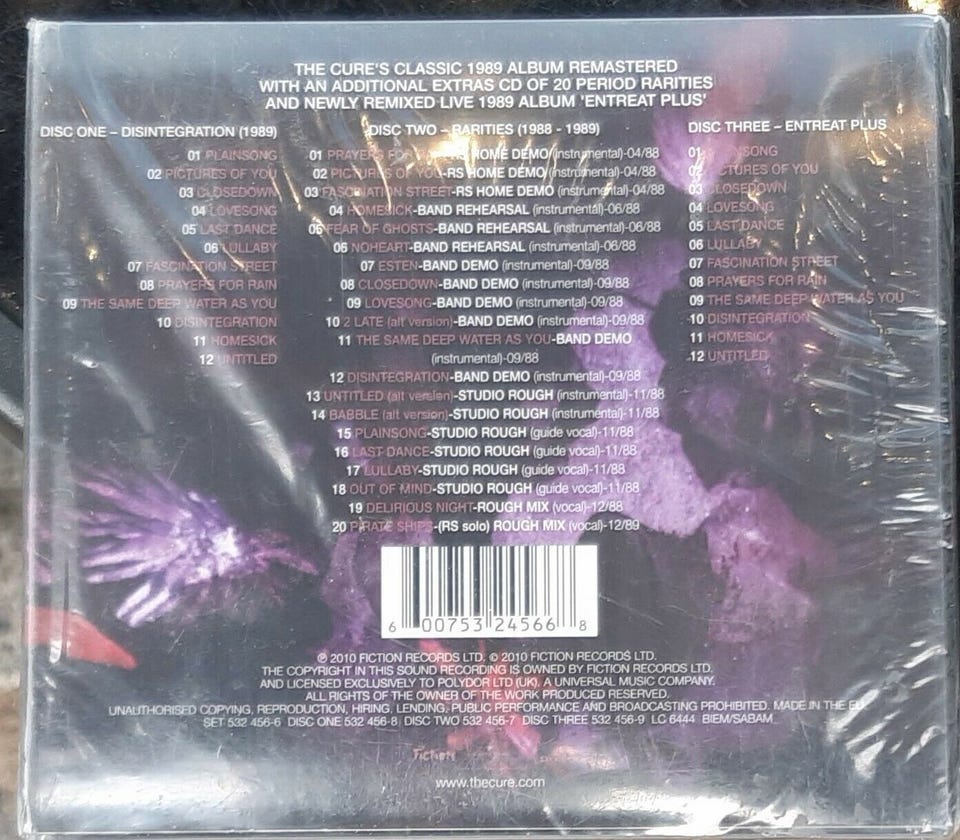 THE CURE'S CLASSIC 1989 ALBUM REMASTERED
WITH AN ADDITIONAL EXTRAS CD OF 20 PERIOD RARITIES
AND NEWLY REMIXED LIVE 1989 ALBUM 'ENTREAT PLUS'
DISC ONE – DISINTEGRATION (1989)
01 PLAINSONG
02 PICTURES OF YOU
03 CLOSEDOWN
04 LOVESONG
05 LAST DANCE
06 LULLABY
07 FASCINATION STREET
08 PRAYERS FOR RAIN
09 THE SAME DEEP WATER AS YOU
10 DISINTEGRATION
11 HOMESICK
12 UNTITLED
DISC TWO – RARITIES (1988 - 1989)
01 PRAYERS FOR RAIN-RS HOME DEMO (instrumental)-04/88
02 PICTURES OF YOU-RS HOME DEMO (instrumental)-04/88
03 FASCINATION STREET-RS HOME DEMO (instrumental)-04/88
04 HOMESICK-BAND REHEARSAL (instrumental)-06/88
05 FEAR OF GHOSTS-BAND REHEARSAL (instrumental)-06/88
06 NOHEART-BAND REHEARSAL (instrumental)-06/88
07 ESTEN-BAND DEMO (instrumental)-09/88
08 CLOSEDOWN-BAND DEMO (instrumental)-09/88
09 LOVESONG-BAND DEMO (instrumental)-09/88
10 2 LATE (alt version)-BAND DEMO (instrumental)-09/88
11 THE SAME DEEP WATER AS YOU-BAND DEMO
(instrumental)-09/88
12 DISINTEGRATION-BAND DEMO (instrumental)-09/88
13 UNTITLED (alt version)-STUDIO ROUGH (instrumental)-11/88
14 BABBLE (alt version)-STUDIO ROUGH (instrumental)-11/88
15 PLAINSONG-STUDIO ROUGH (guide vocal)-11/88
16 LAST DANCE-STUDIO ROUGH (guide vocal)-11/88
17 LULLABY-STUDIO ROUGH (guide vocal)-11/88
18 OUT OF MIND-STUDIO ROUGH (guide vocal)-11/88
19 DELIRIOUS NIGHT-ROUGH MIX (vocal)-12/88
20 PIRATE SHIPS-(RS solo) ROUGH MIX (vocal)-12/89
DISC THREE – ENTREAT PLUS
01 PLAINSONG
02 PICTURES OF YOU
03 CLOSEDOWN
04 LOVESONG
05 LAST DANCE
06 LULLABY
07 FASCINATION STREET
08 PRAYERS FOR RAIN
09 THE SAME DEEP WATER AS YOU
10 DISINTEGRATION
11 HOMESICK
12 UNTITLED
6 00753 24566 8
℗ 2010 FICTION RECORDS LTD. © 2010 FICTION RECORDS LTD.
THE COPYRIGHT IN THIS SOUND RECORDING IS OWNED BY FICTION RECORDS LTD.
AND LICENSED EXCLUSIVELY TO POLYDOR LTD (UK). A UNIVERSAL MUSIC COMPANY.
ALL RIGHTS OF THE OWNER OF THE WORK PRODUCED RESERVED.
UNAUTHORISED COPYING, REPRODUCTION, HIRING, LENDING, PUBLIC PERFORMANCE AND BROADCASTING PROHIBITED. MADE IN THE EU.
SET 532 456-6 DISC ONE 532 456-8 DISC TWO 532 456-7 DISC THREE 532 456-9 LC 6444 BIEM/SABAM
Fiction
www.thecure.com